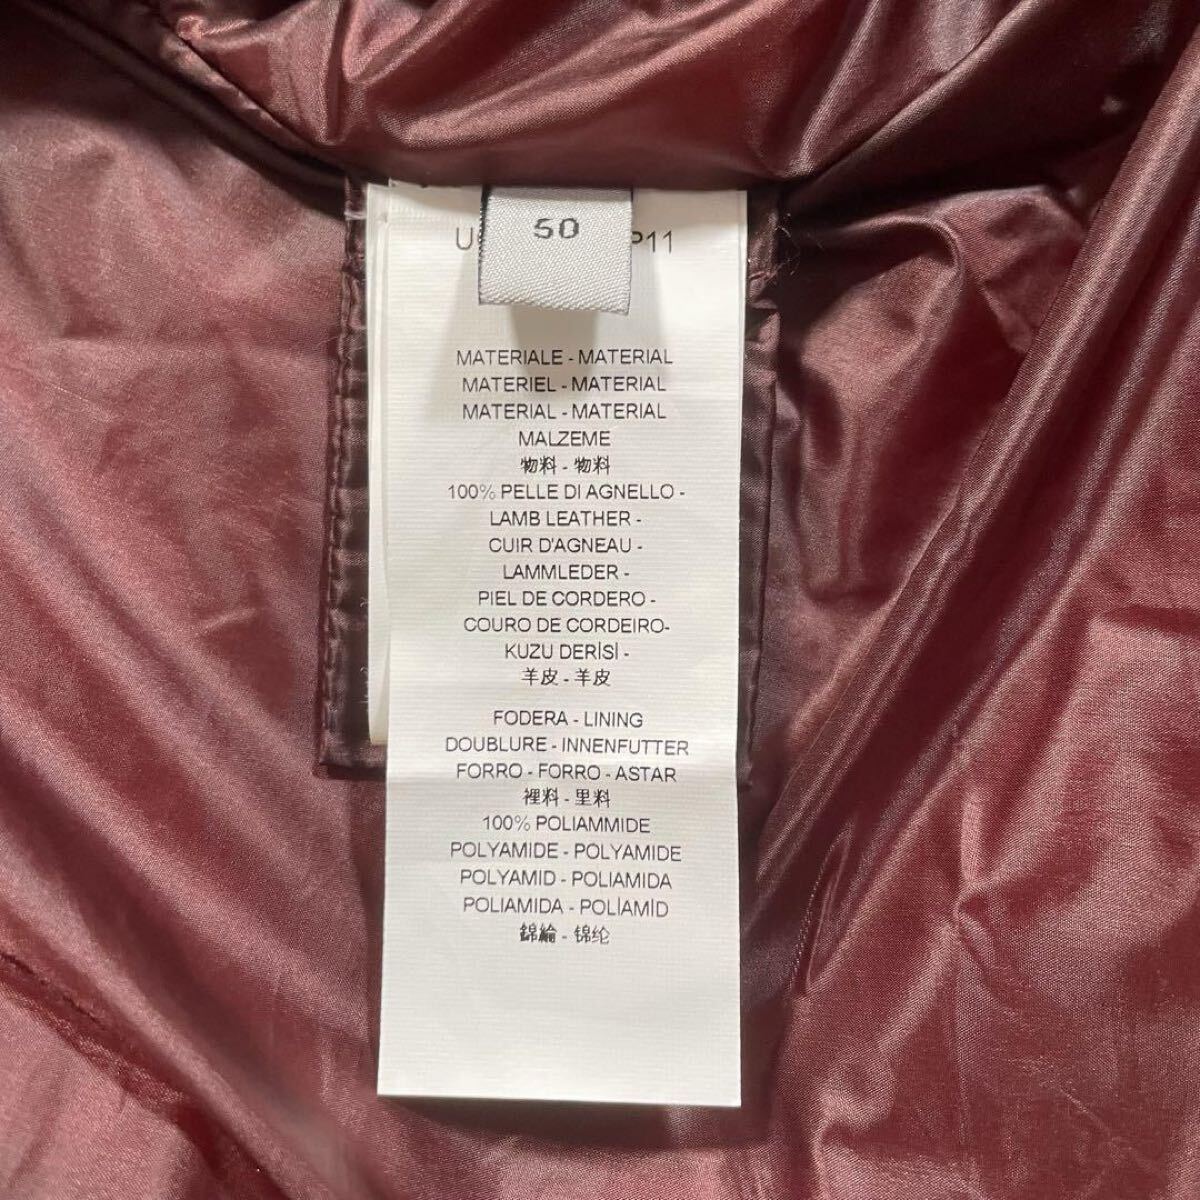 50
U P11
MATERIALE - MATERIAL
MATERIEL - MATERIAL
MATERIAL - MATERIAL
MALZEME
物料 - 物料
100% PELLE DI AGNELLO -
LAMB LEATHER -
CUIR D'AGNEAU -
LAMMLEDER -
PIEL DE CORDERO -
COURO DE CORDEIRO-
KUZU DERİSİ -
羊皮 - 羊皮
FODERA - LINING
DOUBLURE - INNENFUTTER
FORRO - FORRO - ASTAR
裡料 - 里料
100% POLIAMMIDE
POLYAMIDE - POLYAMIDE
POLYAMID - POLIAMIDA
POLIAMIDA - POLİAMİD
錦綸 - 锦纶